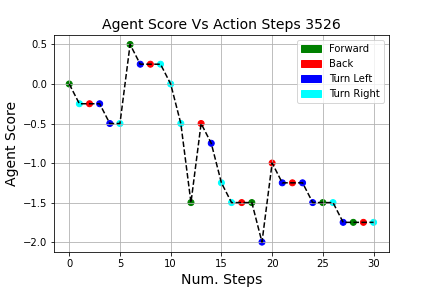 Agent Score Vs Action Steps 3526
Agent Score
0.5
0.0
−0.5
−1.0
−1.5
−2.0
Forward
Back
Turn Left
Turn Right
0 5 10 15 20 25 30
Num. Steps